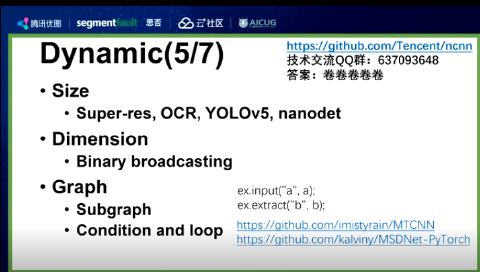 腾讯优图
segmentfault 思否
云+社区
AICUG
Dynamic(5/7)
https://github.com/Tencent/ncnn
技术交流QQ群：637093648
答案：卷卷卷卷卷
• Size
• Super-res, OCR, YOLOv5, nanodet
• Dimension
• Binary broadcasting
• Graph
• Subgraph
• Condition and loop
ex.input("a", a);
ex.extract("b", b);
https://github.com/imistyrain/MTCNN
https://github.com/kalviny/MSDNet-PyTorch